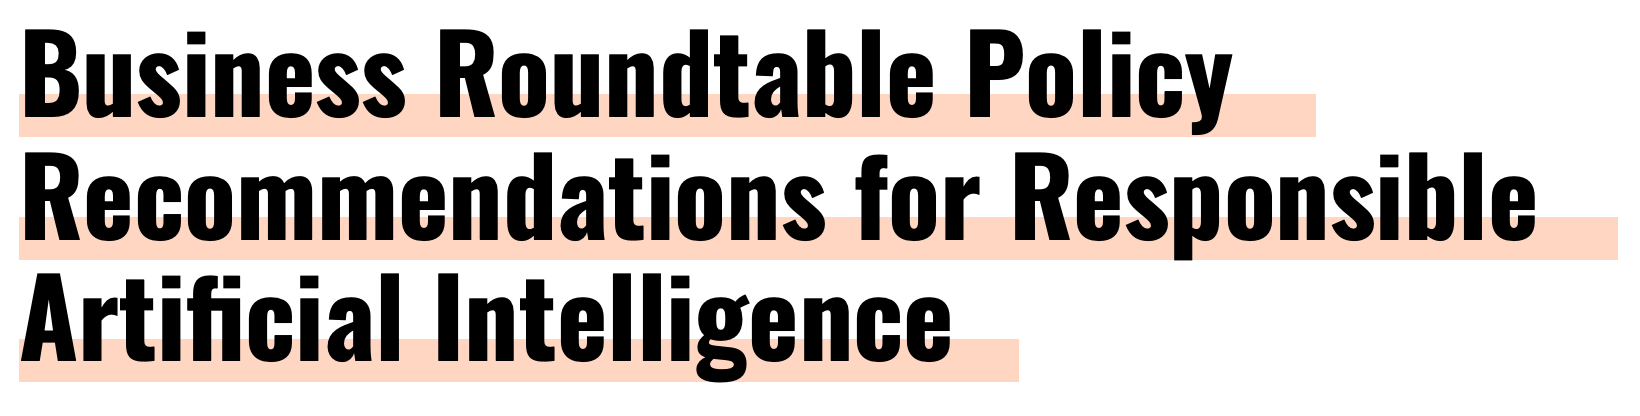 Business Roundtable Policy
Recommendations for Responsible
Artificial Intelligence